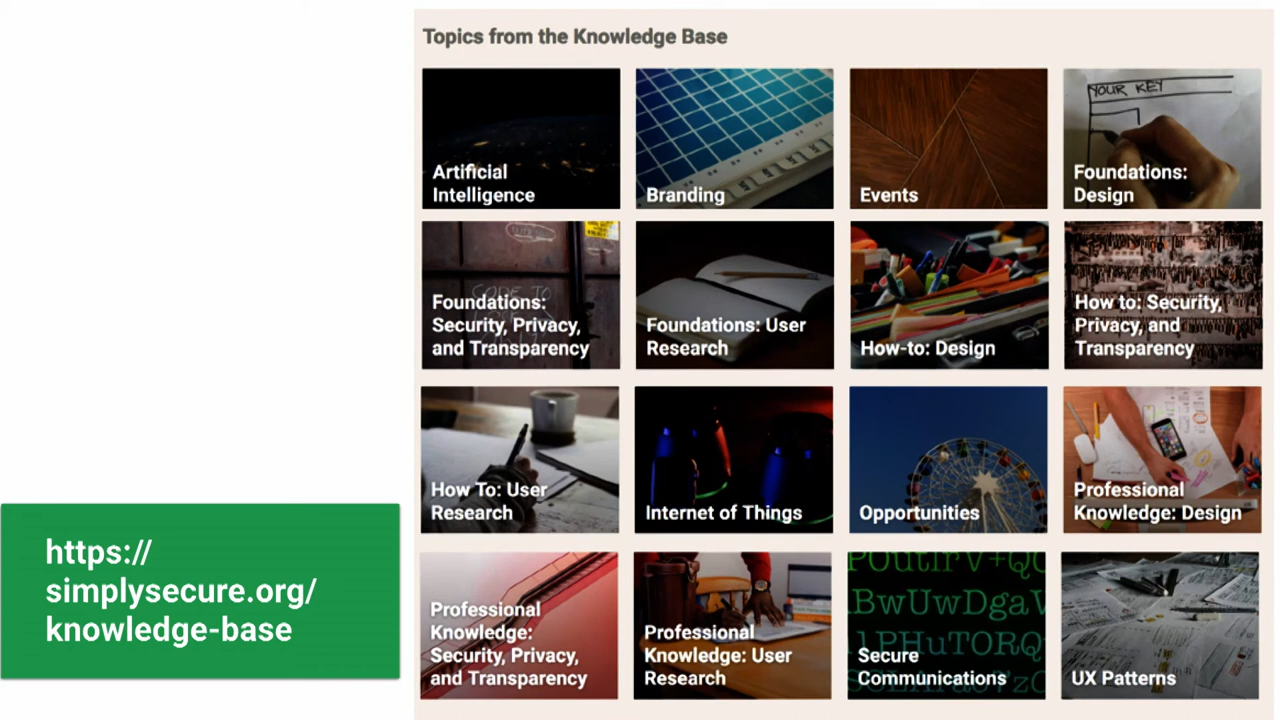 Topics from the Knowledge Base
Artificial
Intelligence
Branding
Events
YOUR KEY
Foundations:
Design
Foundations:
Security, Privacy,
and Transparency
Foundations: User
Research
How-to: Design
How to: Security,
Privacy, and
Transparency
How To: User
Research
Internet of Things
Opportunities
Professional
Knowledge: Design
Professional
Knowledge:
Security, Privacy,
and Transparency
Professional
Knowledge: User
Research
BwUwDgaV
lPHuTORQ
Secure
Communications
UX Patterns
https://
simplysecure.org/
knowledge-base